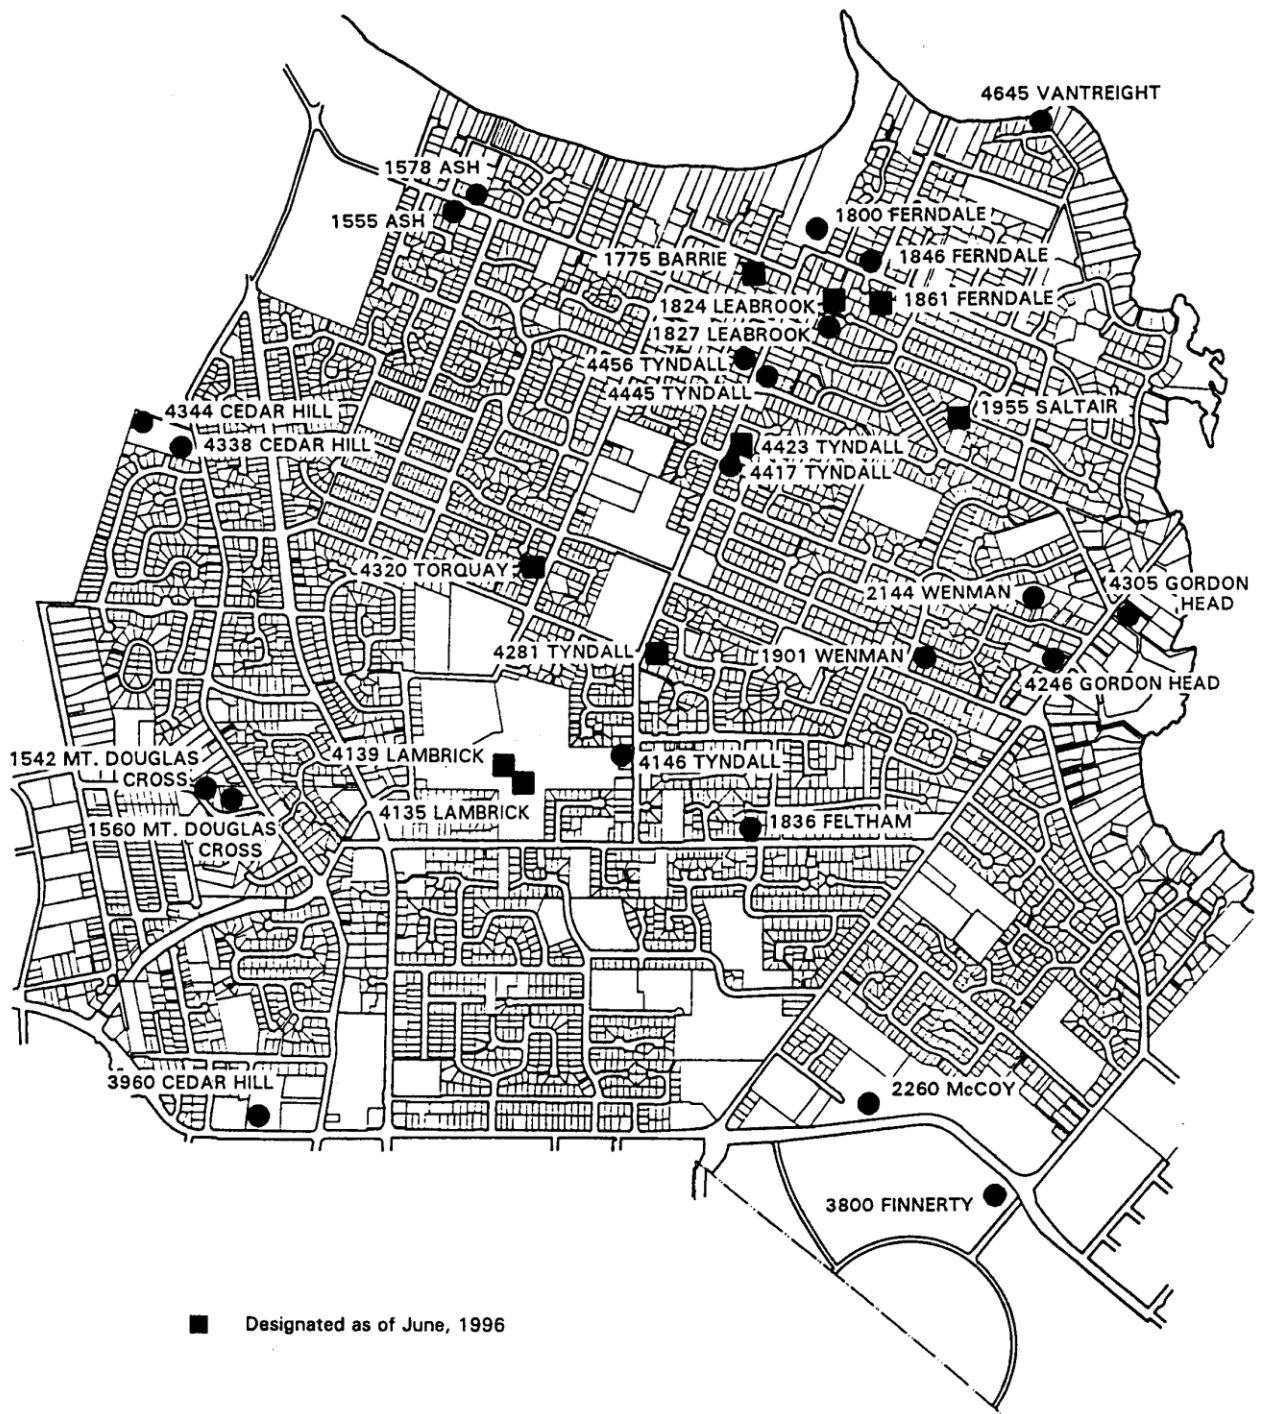 4645 VANTREIGHT
1578 ASH
1555 ASH
1800 FERNDALE
1775 BARRIE
1846 FERNDALE
1824 LEABROOK
1861 FERNDALE
1827 LEABROOK
4456 TYNDALL
4445 TYNDALL
4344 CEDAR HILL
1955 SALTAIR
4338 CEDAR HILL
4423 TYNDALL
4417 TYNDALL
4320 TORQUAY
2144 WENMAN
4305 GORDON
HEAD
4281 TYNDALL
1901 WENMAN
4246 GORDON HEAD
1542 MT. DOUGLAS
CROSS
4139 LAMBRICK
4146 TYNDALL
4135 LAMBRICK
1836 FELTHAM
1560 MT. DOUGLAS
CROSS
3960 CEDAR HILL
2260 McCOY
3800 FINNERTY
Designated as of June, 1996